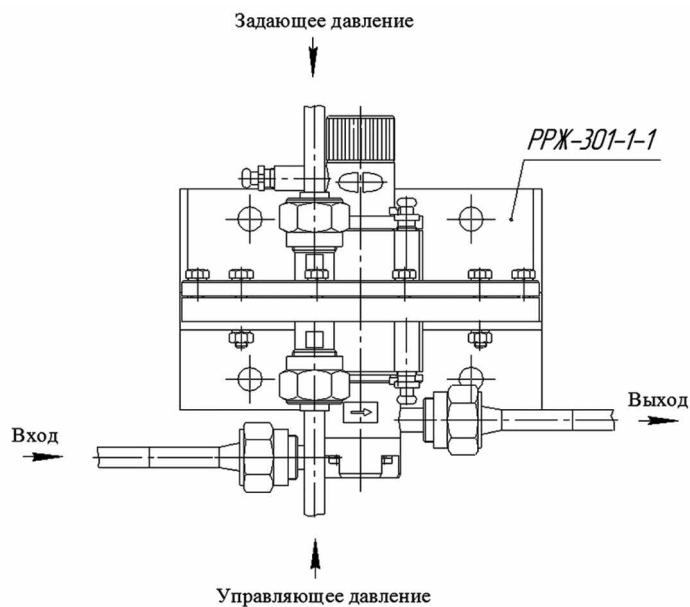 Задающее давление
РРЖ-301-1-1
Выход
Вход
Управляющее давление